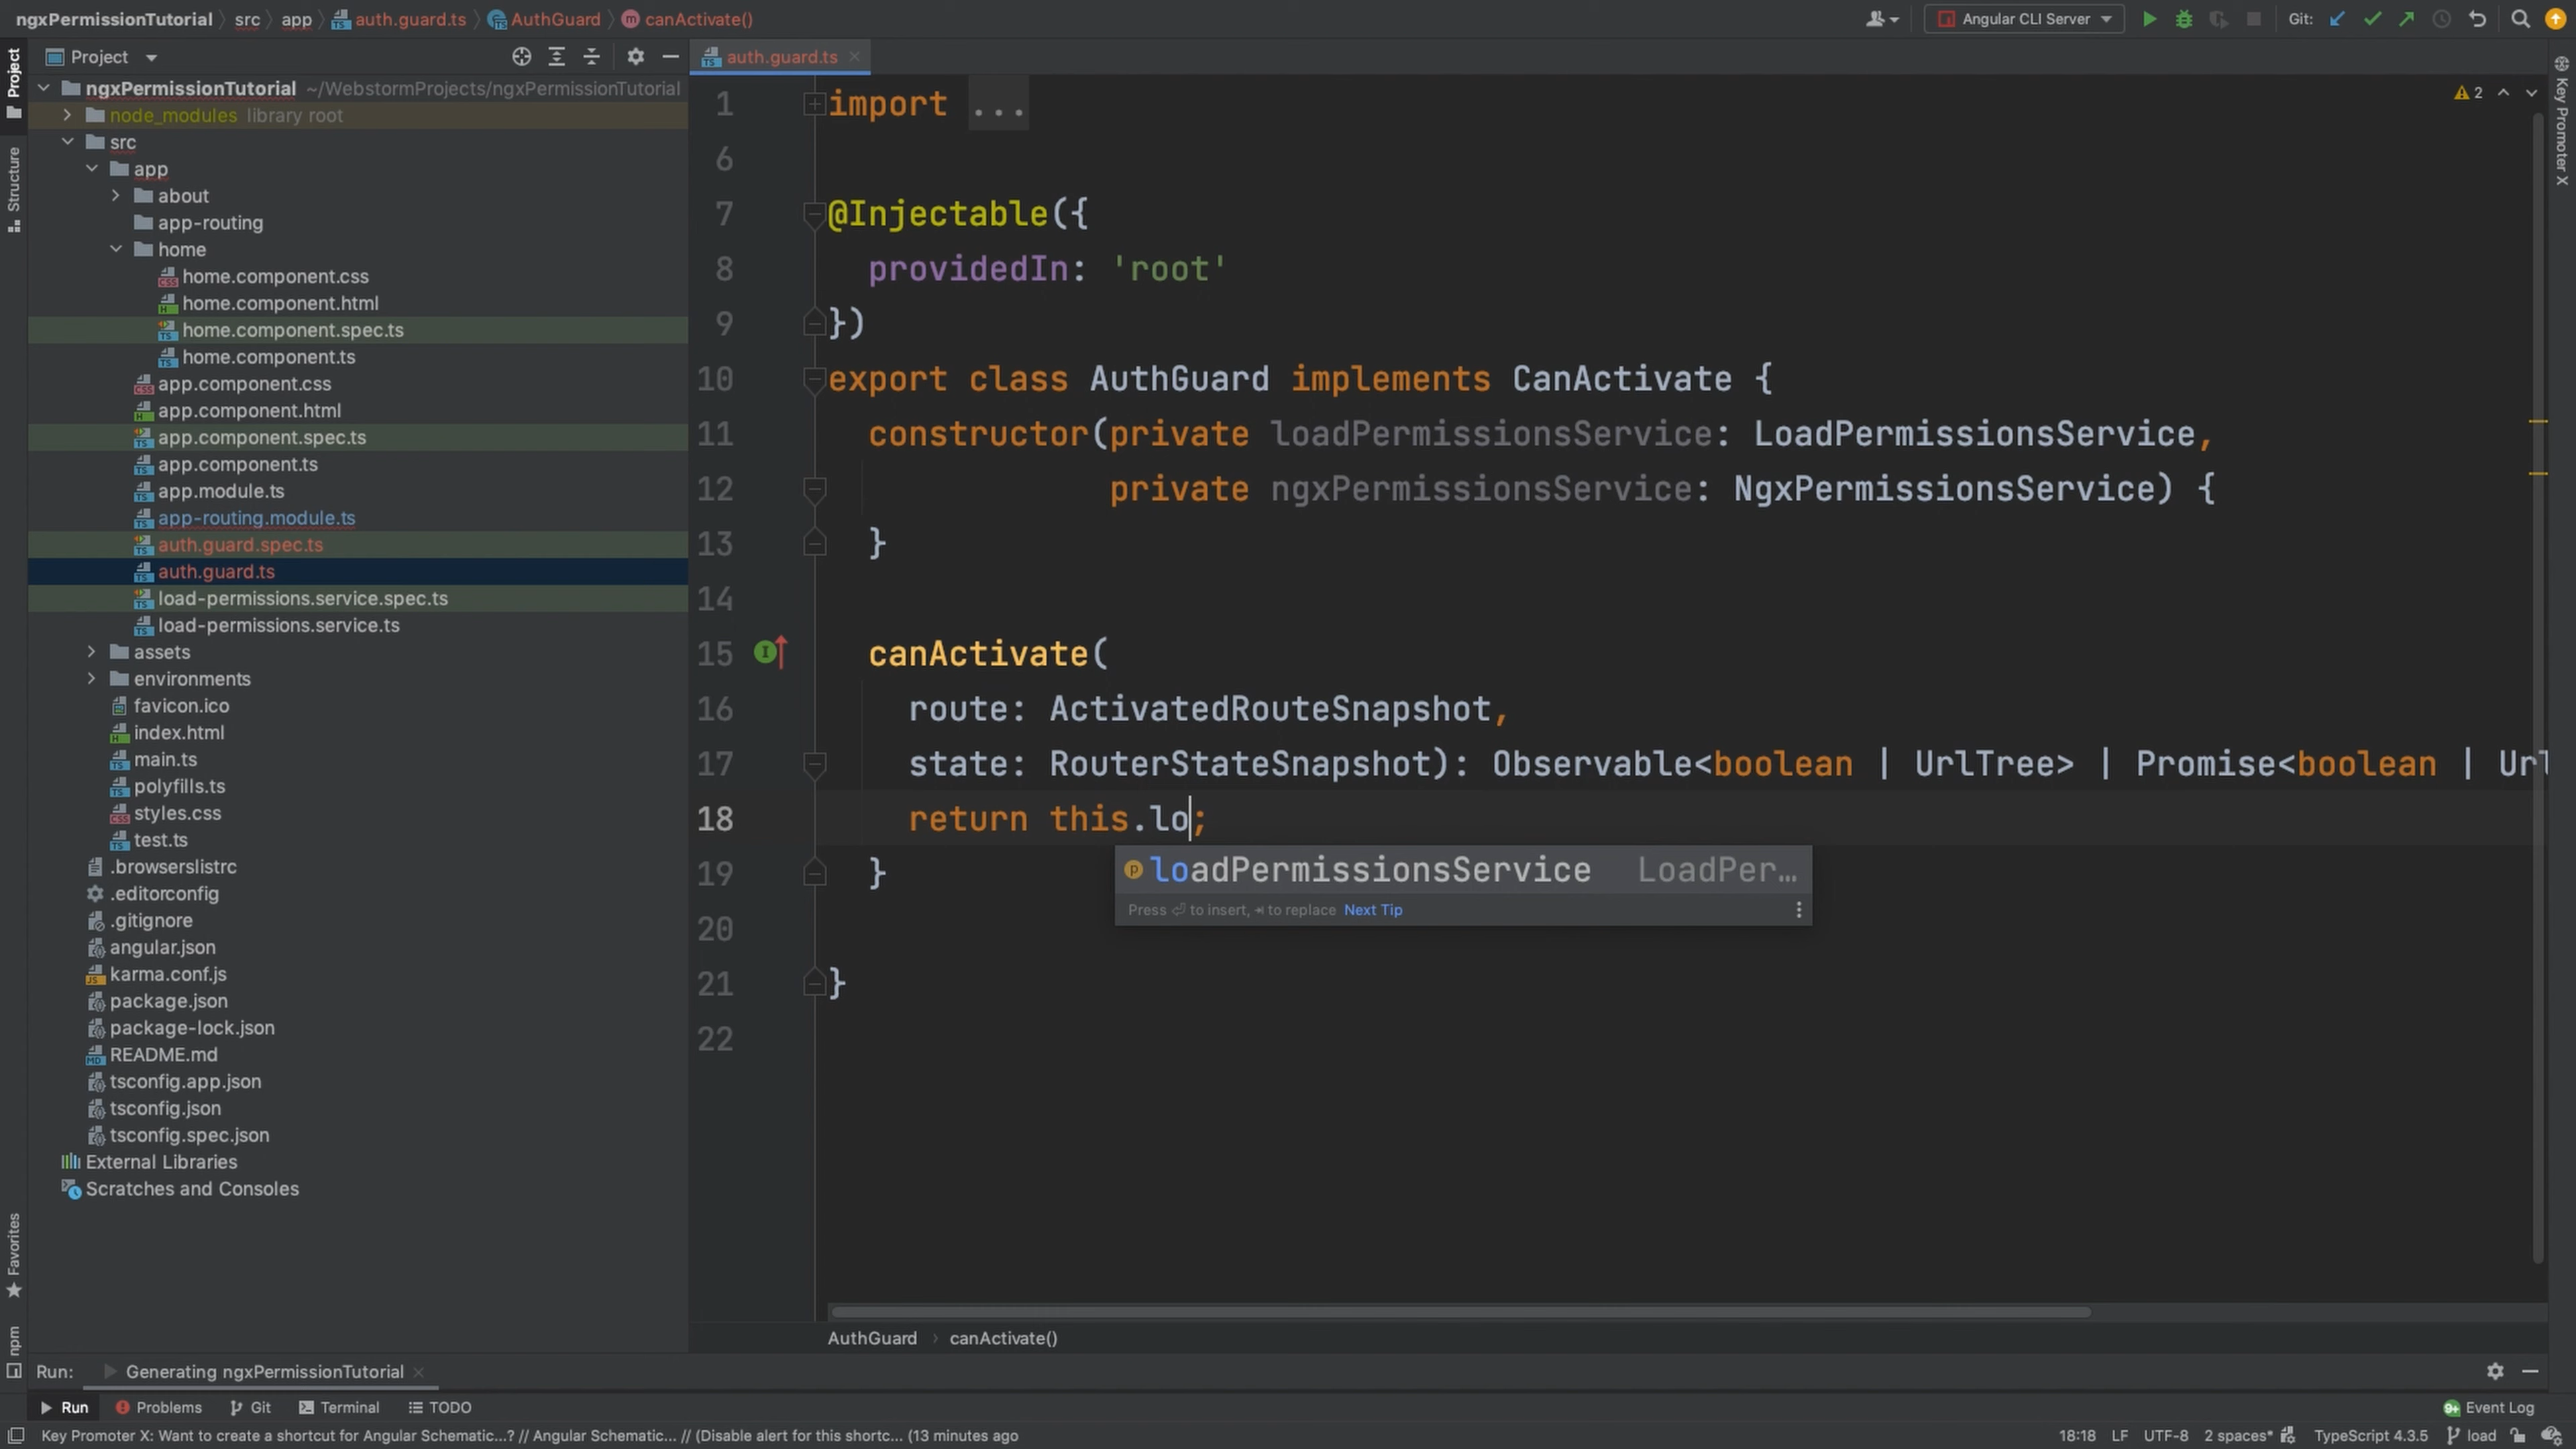 ngxPermissionTutorial src app auth.guard.ts AuthGuard canActivate() Angular CLI Server Git:
Project auth.guard.ts
ngxPermissionTutorial ~/WebstormProjects/ngxPermissionTutorial
node_modules library root
src
app
about
app-routing
home
home.component.css
home.component.html
home.component.spec.ts
home.component.ts
app.component.css
app.component.html
app.component.spec.ts
app.component.ts
app.module.ts
app-routing.module.ts
auth.guard.spec.ts
auth.guard.ts
load-permissions.service.spec.ts
load-permissions.service.ts
assets
environments
favicon.ico
index.html
main.ts
polyfills.ts
styles.css
test.ts
.browserslistrc
.editorconfig
.gitignore
angular.json
karma.conf.js
package.json
package-lock.json
README.md
tsconfig.app.json
tsconfig.json
tsconfig.spec.json
External Libraries
Scratches and Consoles
Project
Structure
Favorites
npm
1 import ...
6
7 @Injectable({
8 providedIn: 'root'
9 })
10 export class AuthGuard implements CanActivate {
11 constructor(private loadPermissionsService: LoadPermissionsService,
12 private ngxPermissionsService: NgxPermissionsService) {
13 }
14
15 canActivate(
16 route: ActivatedRouteSnapshot,
17 state: RouterStateSnapshot): Observable<boolean | UrlTree> | Promise<boolean | Url
18 return this.lo;
19 }
20
21 }
22
loadPermissionsService LoadPer…
Press ⏎ to insert, ⇥ to replace Next Tip
2
Key Promoter X
AuthGuard canActivate()
Run: Generating ngxPermissionTutorial
Run Problems Git Terminal TODO 9+ Event Log
Key Promoter X: Want to create a shortcut for Angular Schematic...? // Angular Schematic... // (Disable alert for this shortc... (13 minutes ago 18:18 LF UTF-8 2 spaces* TypeScript 4.3.5 load